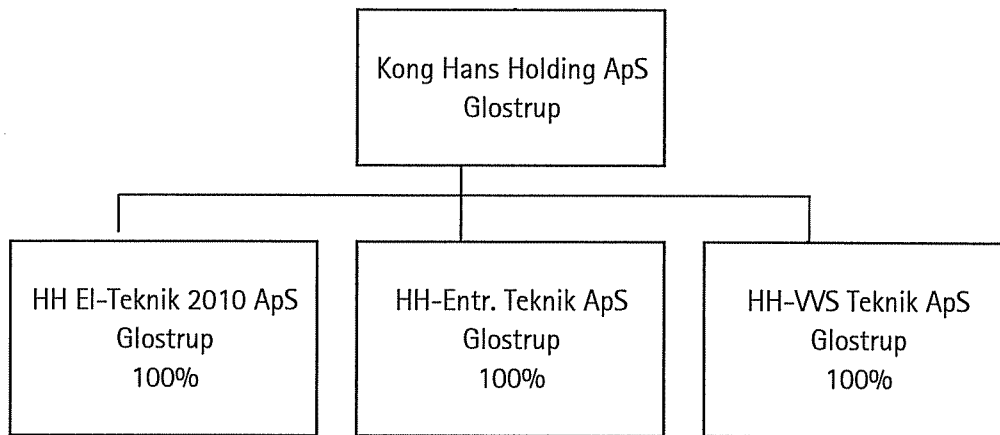 Kong Hans Holding ApS
Glostrup
HH El-Teknik 2010 ApS
Glostrup
100%
HH-Entr. Teknik ApS
Glostrup
100%
HH-VVS Teknik ApS
Glostrup
100%